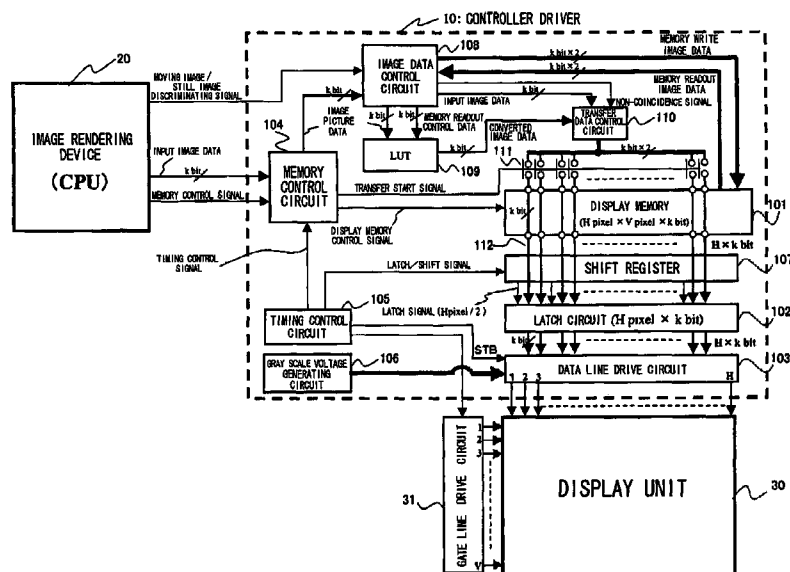 10: CONTROLLER DRIVER
20
MOVING IMAGE/
STILL IMAGE
DISCRIMINATING SIGNAL
IMAGE RENDERING
DEVICE
(CPU)
INPUT IMAGE DATA
k bit
MEMORY CONTROL SIGNAL
108
IMAGE DATA
CONTROL
CIRCUIT
k bit×2
MEMORY WRITE
IMAGE DATA
k bit×2
MEMORY READOUT
IMAGE DATA
k bit
INPUT IMAGE DATA
k bit
NON-COINCIDENCE SIGNAL
IMAGE
PICTURE
DATA
k bit
k bit
MEMORY READOUT
CONTROL DATA
LUT
109
k bit
CONVERTED
IMAGE DATA
TRANSFER
DATA CONTROL
CIRCUIT
110
104
MEMORY
CONTROL
CIRCUIT
111
k bit×2
TRANSFER START SIGNAL
DISPLAY MEMORY
CONTROL SIGNAL
k bit
DISPLAY MEMORY
(H pixel × V pixel × k bit)
101
112
H × k bit
TIMING CONTROL
SIGNAL
LATCH/SHIFT SIGNAL
SHIFT REGISTER
107
LATCH SIGNAL (Hpixel/2)
105
TIMING CONTROL
CIRCUIT
LATCH CIRCUIT (H pixel × k bit)
102
k bit
H × k bit
STB
GRAY SCALE VOLTAGE
GENERATING
CIRCUIT
106
DATA LINE DRIVE CIRCUIT
103
1 2 3 H
31
GATE LINE DRIVE CIRCUIT
1
2
3
V
DISPLAY UNIT
30